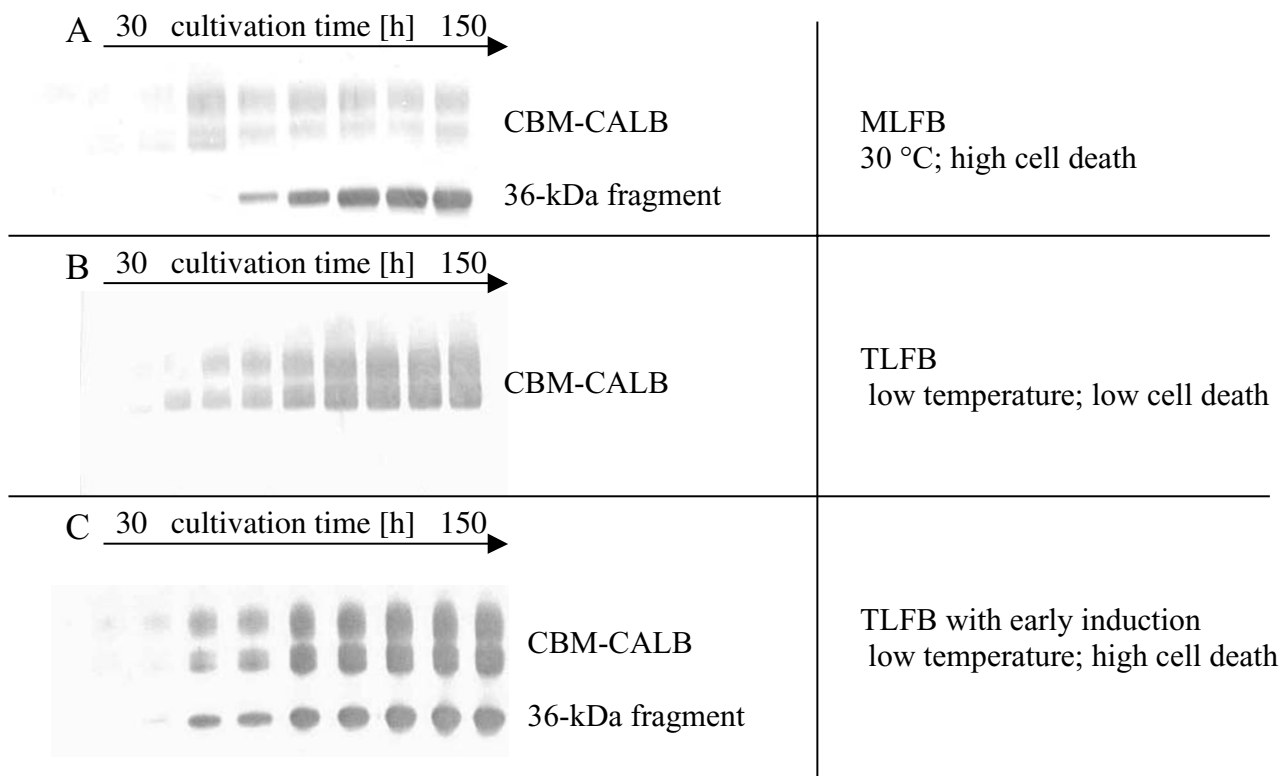 A 30 cultivation time [h] 150
CBM-CALB
36-kDa fragment
MLFB
30 °C; high cell death
B 30 cultivation time [h] 150
CBM-CALB
TLFB
low temperature; low cell death
C 30 cultivation time [h] 150
CBM-CALB
36-kDa fragment
TLFB with early induction
low temperature; high cell death